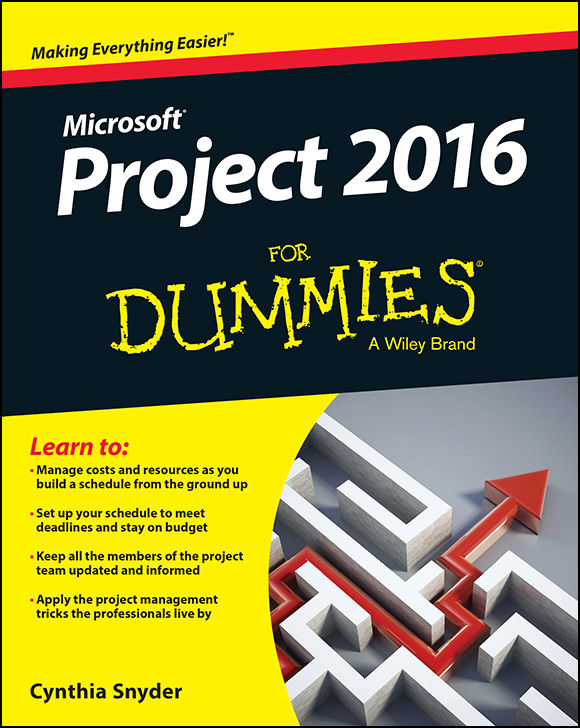 Making Everything Easier!™
Microsoft®
Project 2016
FOR
DUMMIES®
A Wiley Brand
Learn to:
• Manage costs and resources as you
build a schedule from the ground up
• Set up your schedule to meet
deadlines and stay on budget
• Keep all the members of the project
team updated and informed
• Apply the project management
tricks the professionals live by
Cynthia Snyder